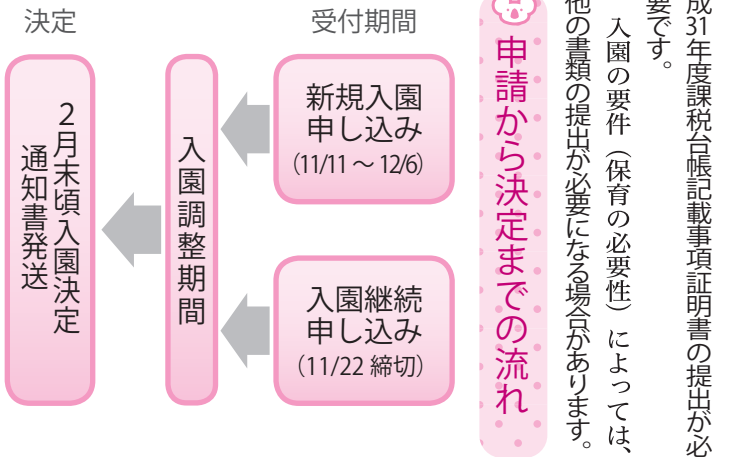 成31年度課税台帳記載事項証明書の提出が必
要です。
入園の要件（保育の必要性）によっては、
他の書類の提出が必要になる場合があります。
申請から決定までの流れ
受付期間
新規入園
申し込み
（11/11～12/6）
入園継続
申し込み
（11/22 締切）
入園調整期間
決定
2月末頃入園決定
通知書発送